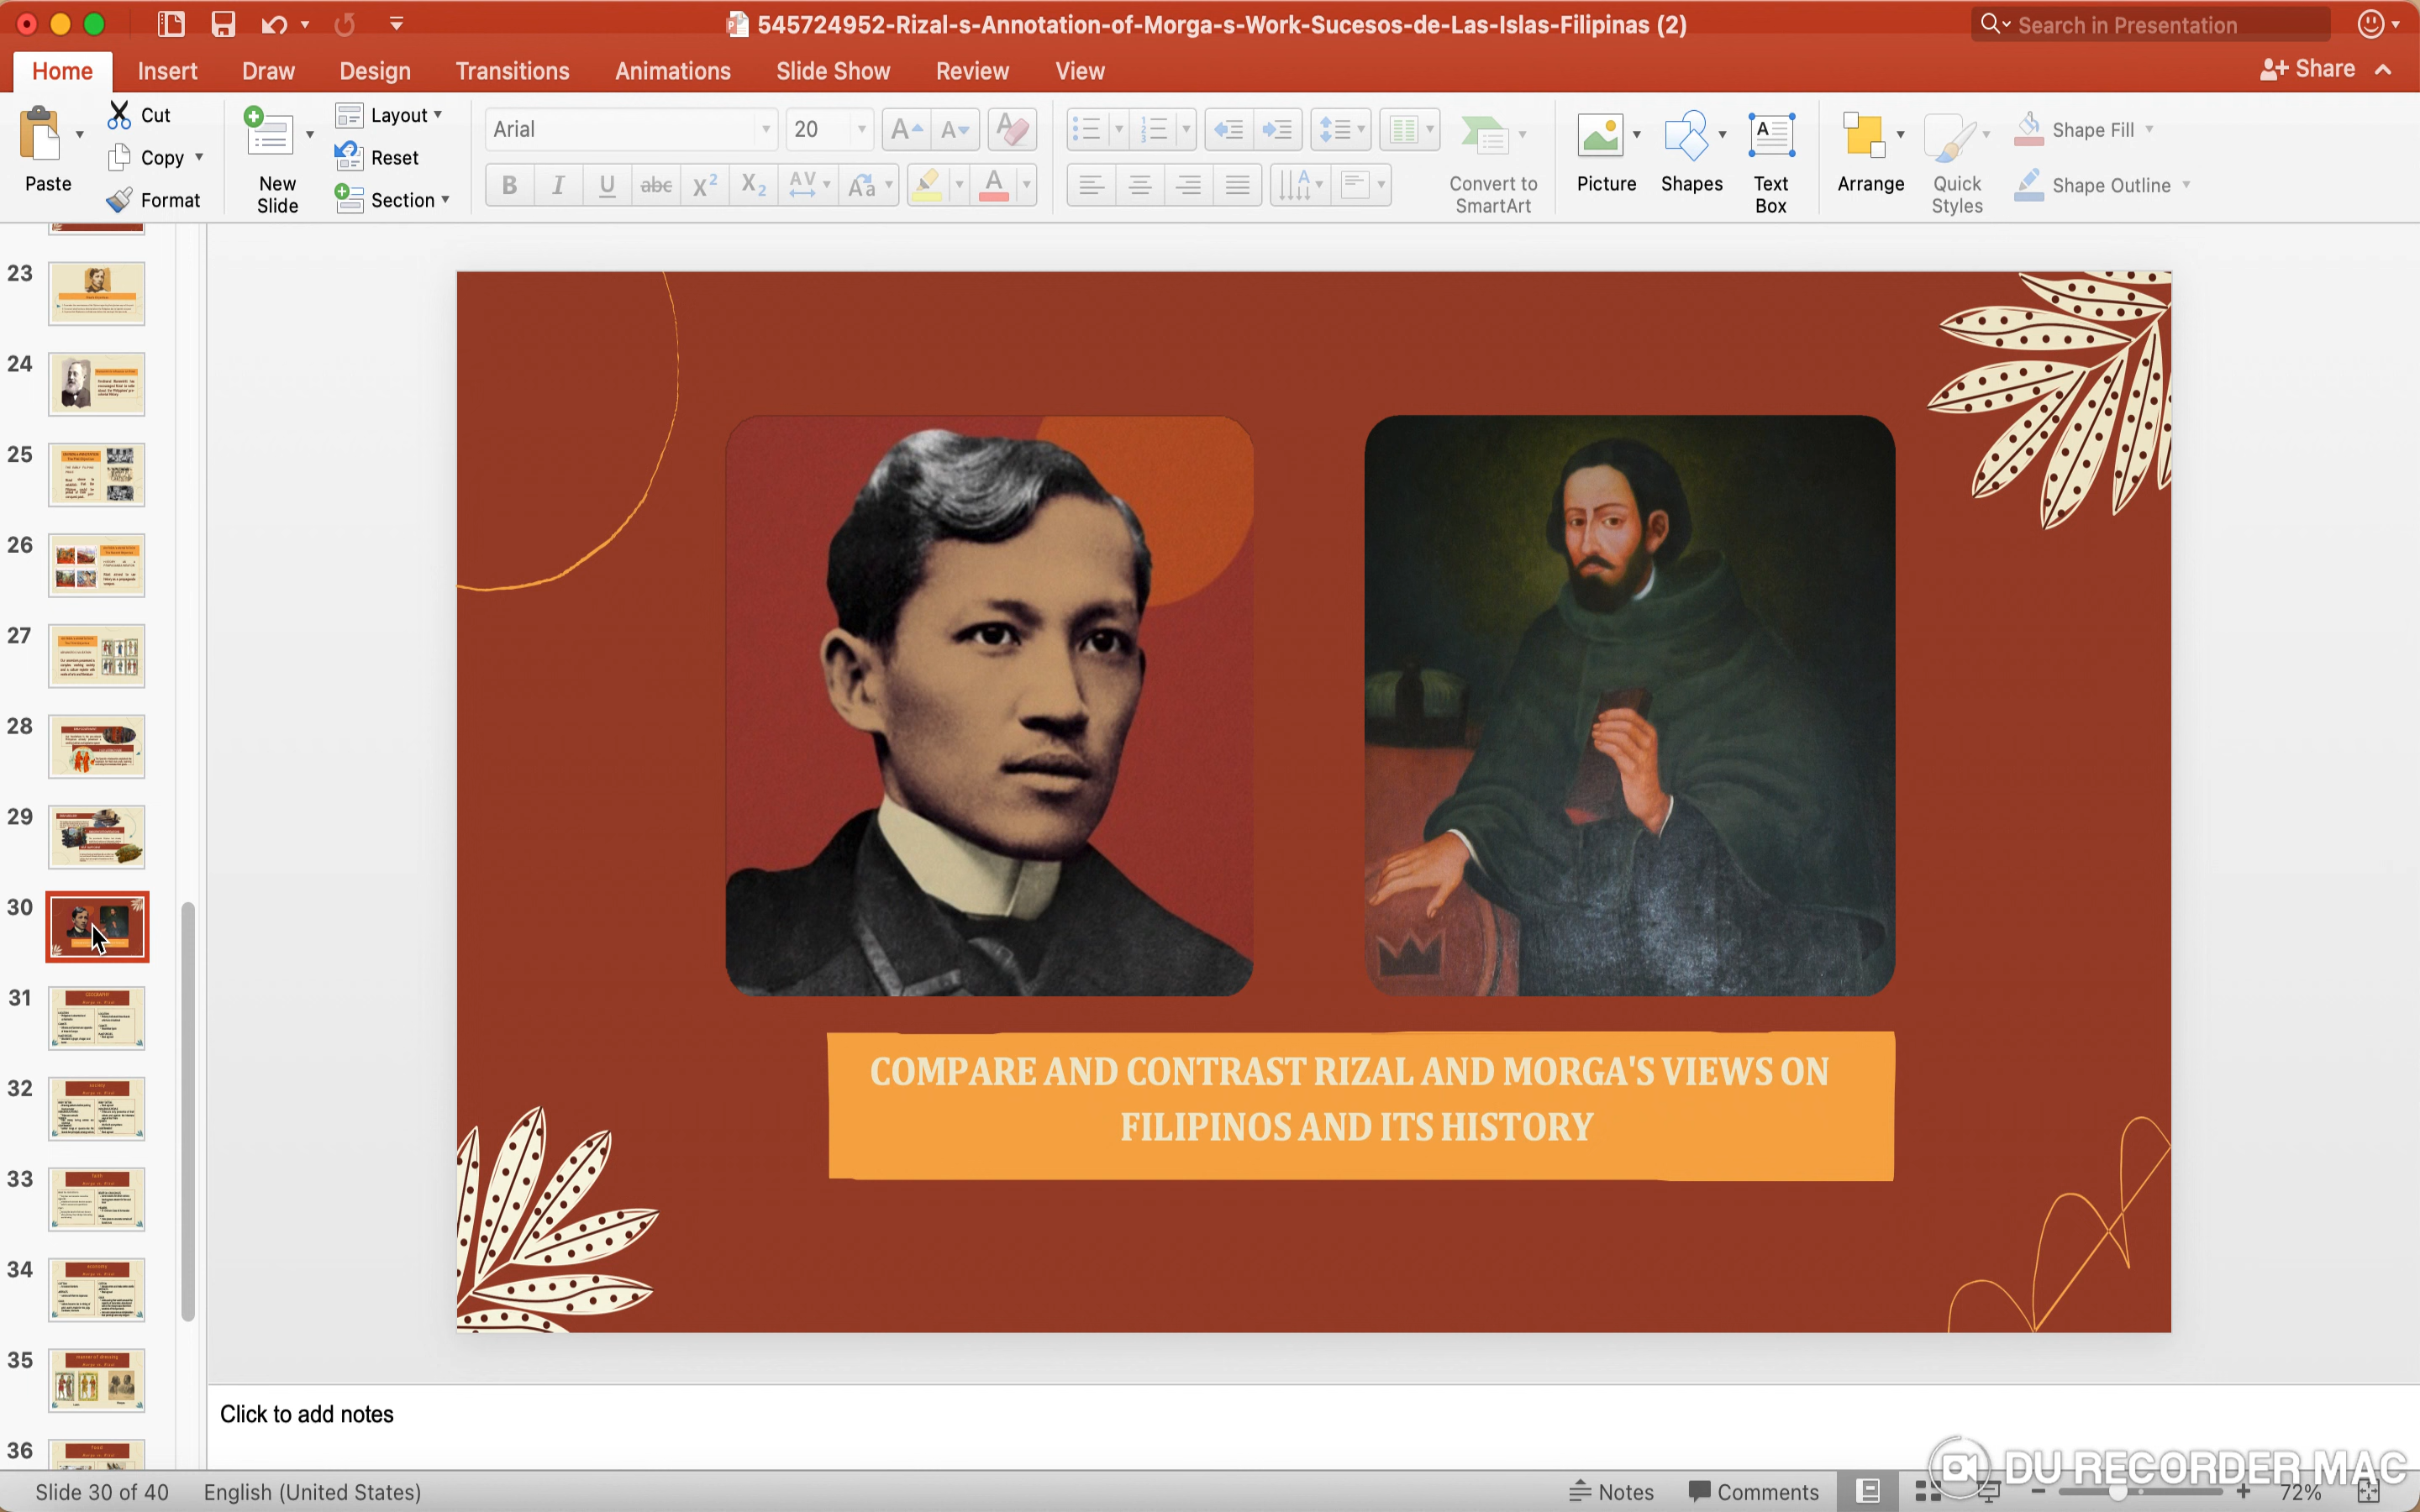 545724952-Rizal-s-Annotation-of-Morga-s-Work-Sucesos-de-Las-Islas-Filipinas (2)
Search in Presentation
Home Insert Draw Design Transitions Animations Slide Show Review View
Share
Paste
Cut
Copy
Format
New Slide
Layout
Reset
Section
Arial
20
Convert to SmartArt
Picture
Shapes
Text Box
Arrange
Quick Styles
Shape Fill
Shape Outline
23
24
25
26
27
28
29
30
31
32
33
34
35
36
COMPARE AND CONTRAST RIZAL AND MORGA'S VIEWS ON
FILIPINOS AND ITS HISTORY
Click to add notes
Slide 30 of 40
English (United States)
Notes
Comments
72%
DU RECORDER MAC